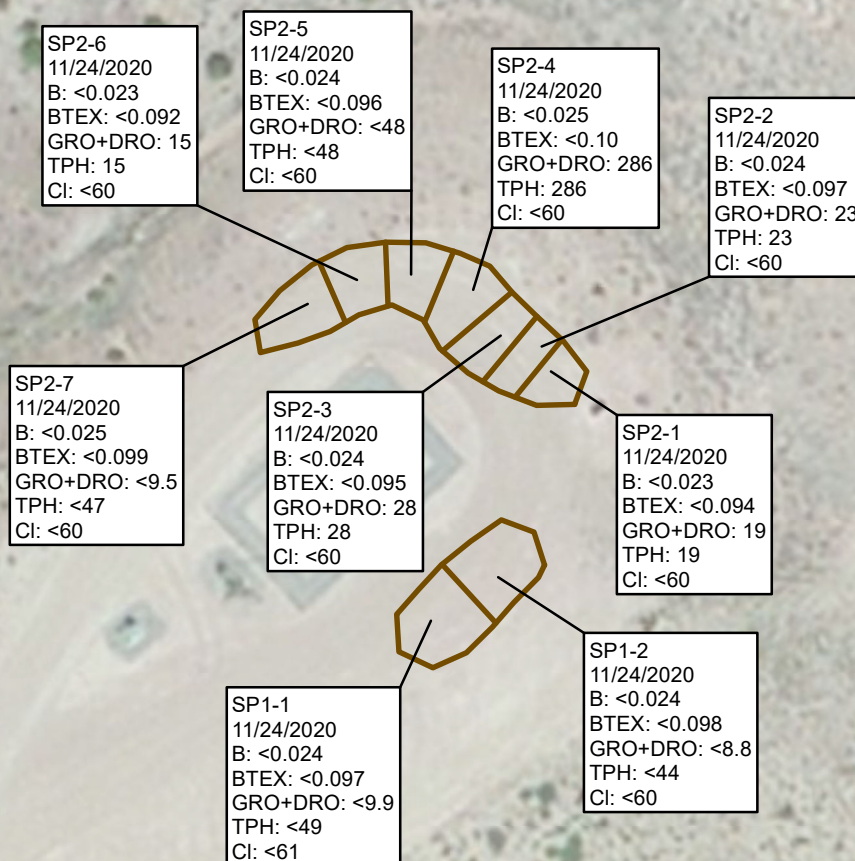 SP2-6
11/24/2020
B: <0.023
BTEX: <0.092
GRO+DRO: 15
TPH: 15
Cl: <60
SP2-5
11/24/2020
B: <0.024
BTEX: <0.096
GRO+DRO: <48
TPH: <48
Cl: <60
SP2-4
11/24/2020
B: <0.025
BTEX: <0.10
GRO+DRO: 286
TPH: 286
Cl: <60
SP2-2
11/24/2020
B: <0.024
BTEX: <0.097
GRO+DRO: 23
TPH: 23
Cl: <60
SP2-7
11/24/2020
B: <0.025
BTEX: <0.099
GRO+DRO: <9.5
TPH: <47
Cl: <60
SP2-3
11/24/2020
B: <0.024
BTEX: <0.095
GRO+DRO: 28
TPH: 28
Cl: <60
SP2-1
11/24/2020
B: <0.023
BTEX: <0.094
GRO+DRO: 19
TPH: 19
Cl: <60
SP1-1
11/24/2020
B: <0.024
BTEX: <0.097
GRO+DRO: <9.9
TPH: <49
Cl: <61
SP1-2
11/24/2020
B: <0.024
BTEX: <0.098
GRO+DRO: <8.8
TPH: <44
Cl: <60